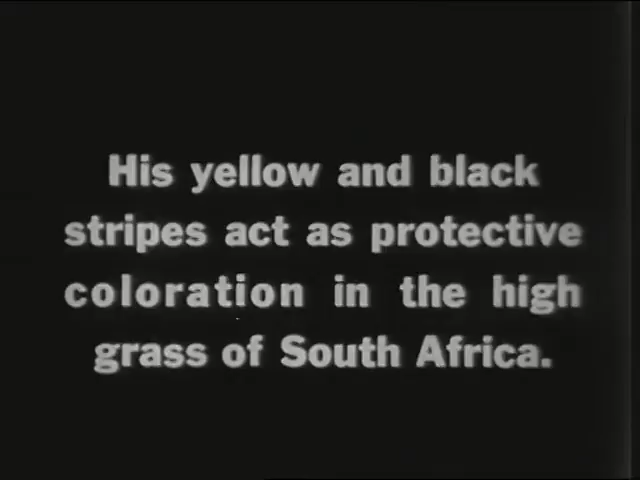 His yellow and black
stripes act as protective
coloration in the high
grass of South Africa.